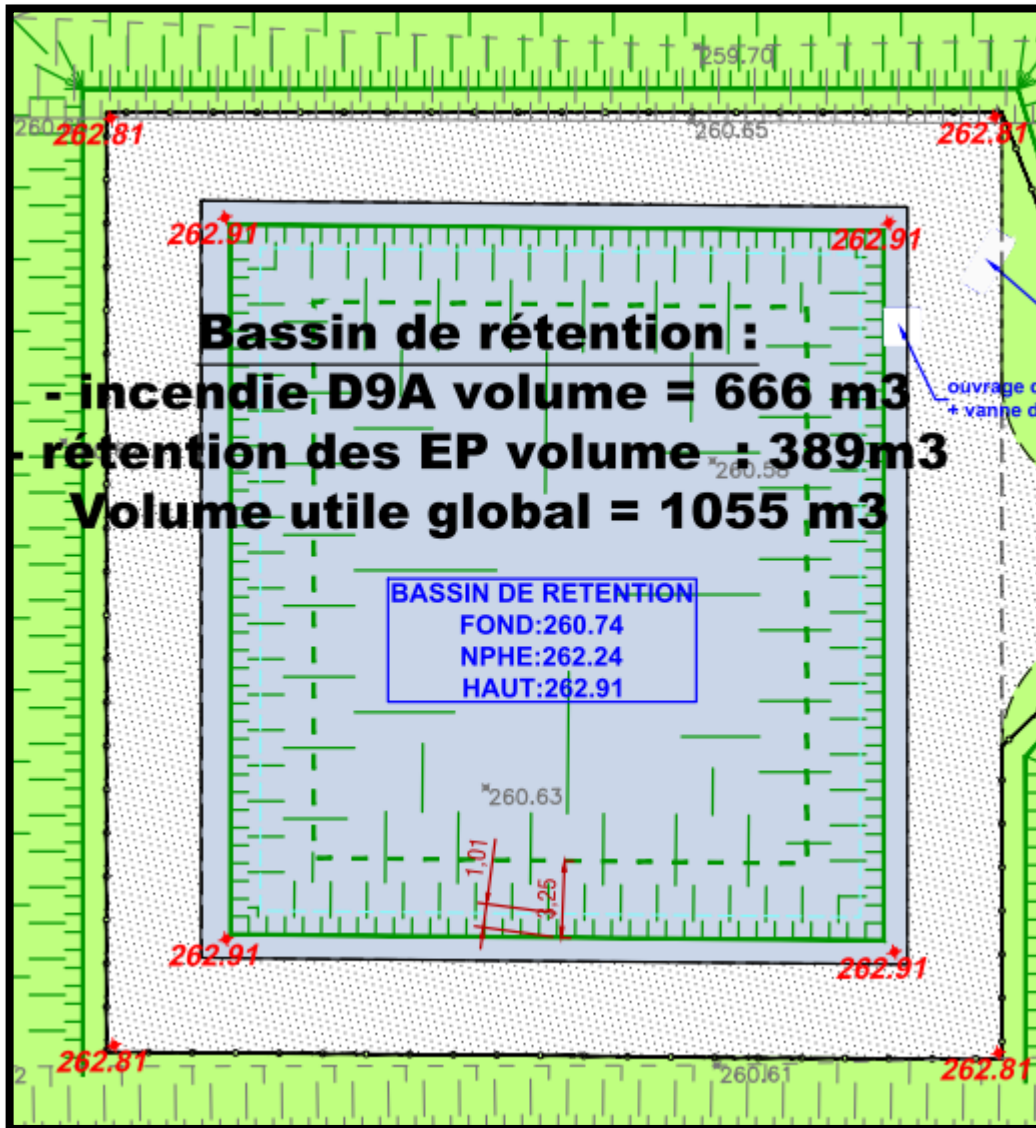 259.70
262.81
260.65
262.81
262.91
262.91
Bassin de rétention :
- incendie D9A volume = 666 m3
ouvrage
+ vanne
- rétention des EP volume : 389m3
260.58
Volume utile global = 1055 m3
BASSIN DE RETENTION
FOND:260.74
NPHE:262.24
HAUT:262.91
260.63
1,01
3,25
262.91
262.91
262.81
260.61
262.81